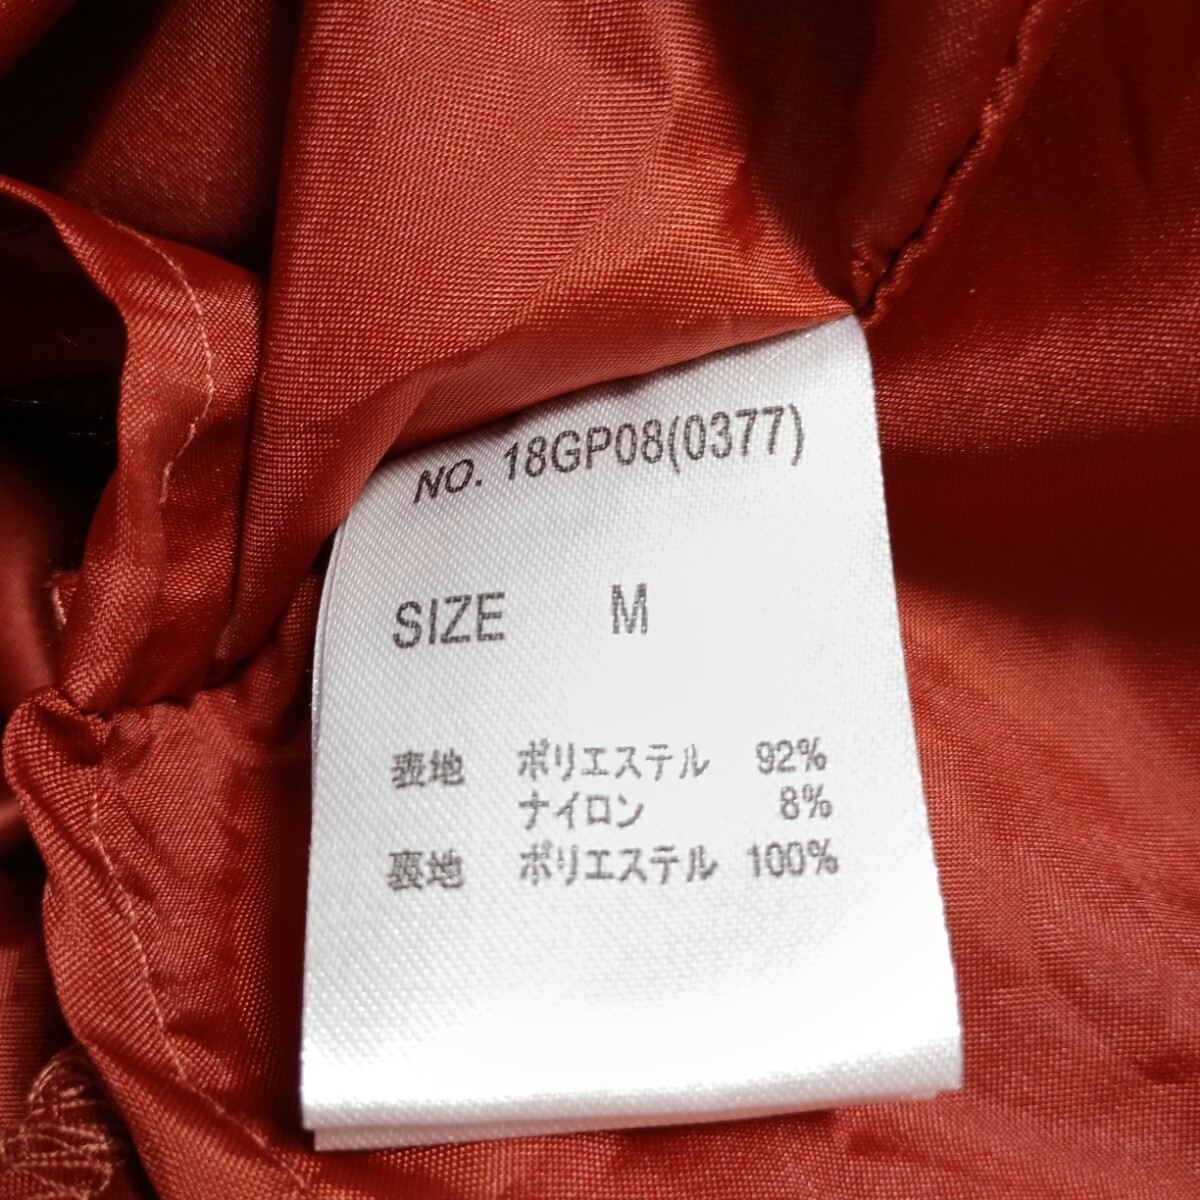 NO. 18GP08(0377)
SIZE M
表地 ポリエステル 92%
ナイロン 8%
裏地 ポリエステル 100%